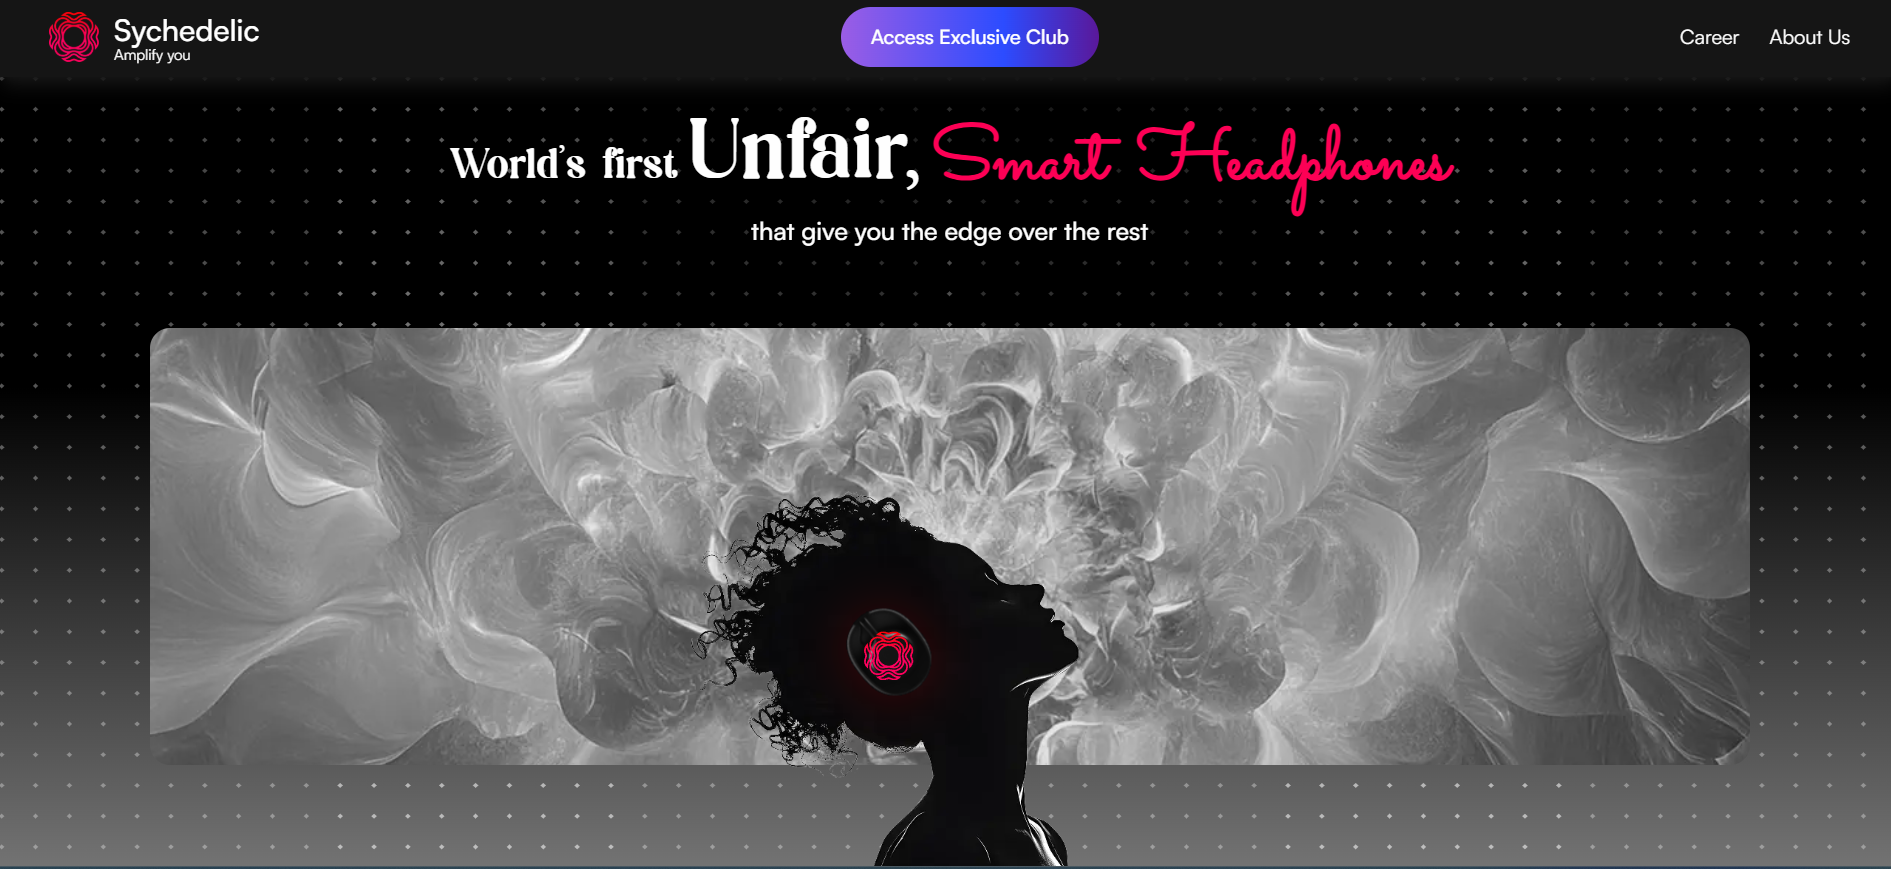 Sychedelic
Amplify you
Access Exclusive Club
Career
About Us
World's first Unfair, Smart Headphones
that give you the edge over the rest